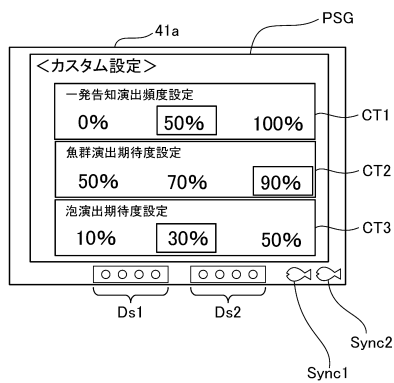 41a
PSG
<カスタム設定>
一発告知演出頻度設定
0% 50% 100%
CT1
魚群演出期待度設定
50% 70% 90%
CT2
泡演出期待度設定
10% 30% 50%
CT3
Ds1
Ds2
Sync1
Sync2